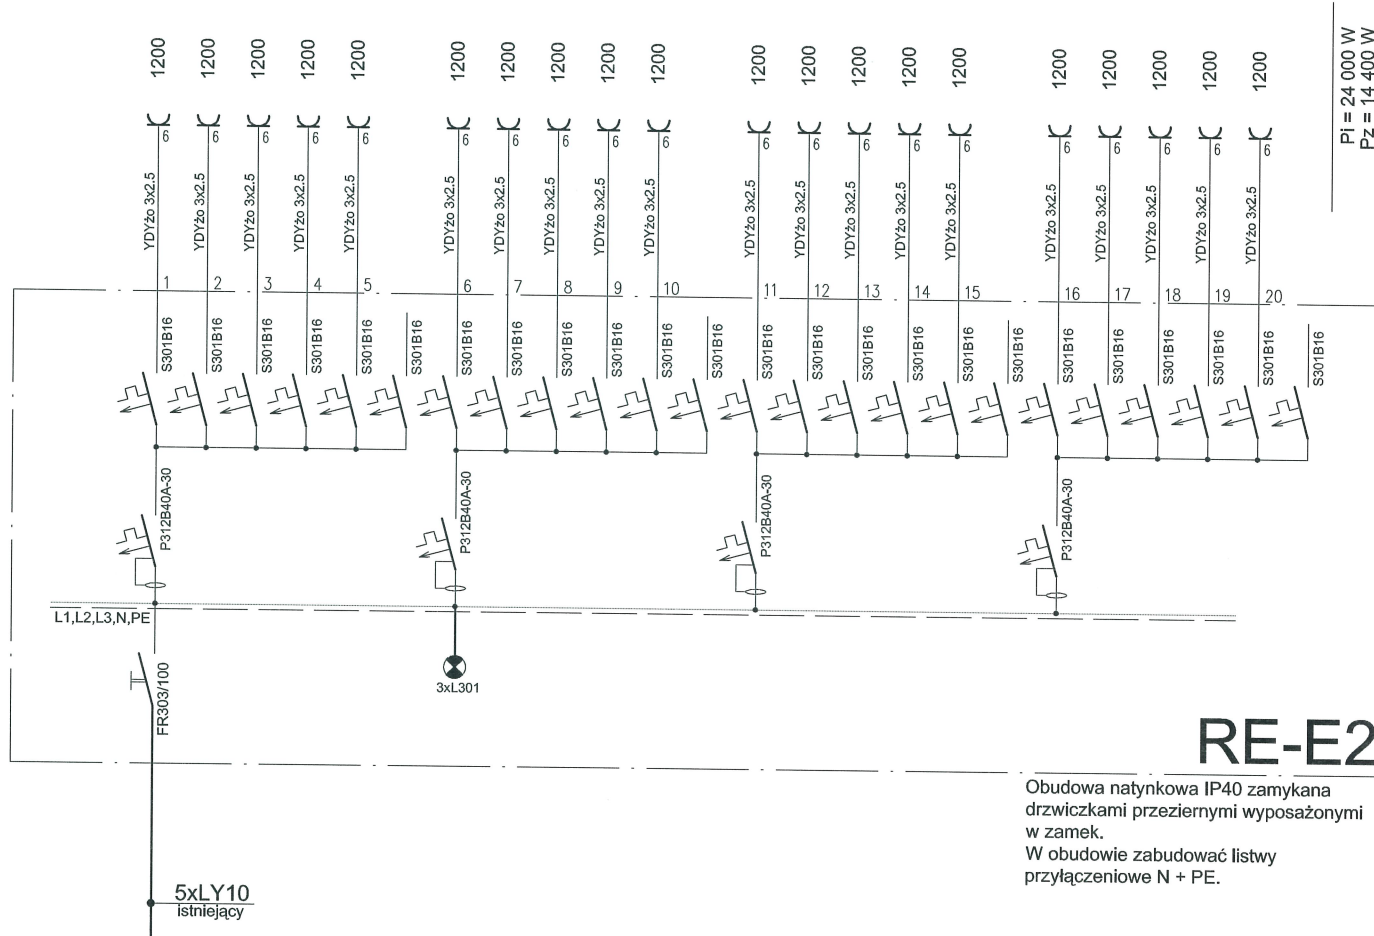 1200 1200 1200 1200 1200 1200 1200 1200 1200 1200 1200 1200 1200 1200 1200 1200 1200 1200 1200 1200
Pi = 24 000 W
Pz = 14 400 W
6 6 6 6 6 6 6 6 6 6 6 6 6 6 6 6 6 6 6 6
YDYżo 3x2.5 YDYżo 3x2.5 YDYżo 3x2.5 YDYżo 3x2.5 YDYżo 3x2.5 YDYżo 3x2.5 YDYżo 3x2.5 YDYżo 3x2.5 YDYżo 3x2.5 YDYżo 3x2.5 YDYżo 3x2.5 YDYżo 3x2.5 YDYżo 3x2.5 YDYżo 3x2.5 YDYżo 3x2.5 YDYżo 3x2.5 YDYżo 3x2.5 YDYżo 3x2.5 YDYżo 3x2.5 YDYżo 3x2.5
1 2 3 4 5 6 7 8 9 10 11 12 13 14 15 16 17 18 19 20
S301B16 S301B16 S301B16 S301B16 S301B16 S301B16 S301B16 S301B16 S301B16 S301B16 S301B16 S301B16 S301B16 S301B16 S301B16 S301B16 S301B16 S301B16 S301B16 S301B16 S301B16 S301B16 S301B16 S301B16
P312B40A-30 P312B40A-30 P312B40A-30 P312B40A-30
L1,L2,L3,N,PE
FR303/100
3xL301
RE-E2
Obudowa natynkowa IP40 zamykana
drzwiczkami przeziernymi wyposażonymi
w zamek.
W obudowie zabudować listwy
przyłączeniowe N + PE.
5xLY10
istniejący